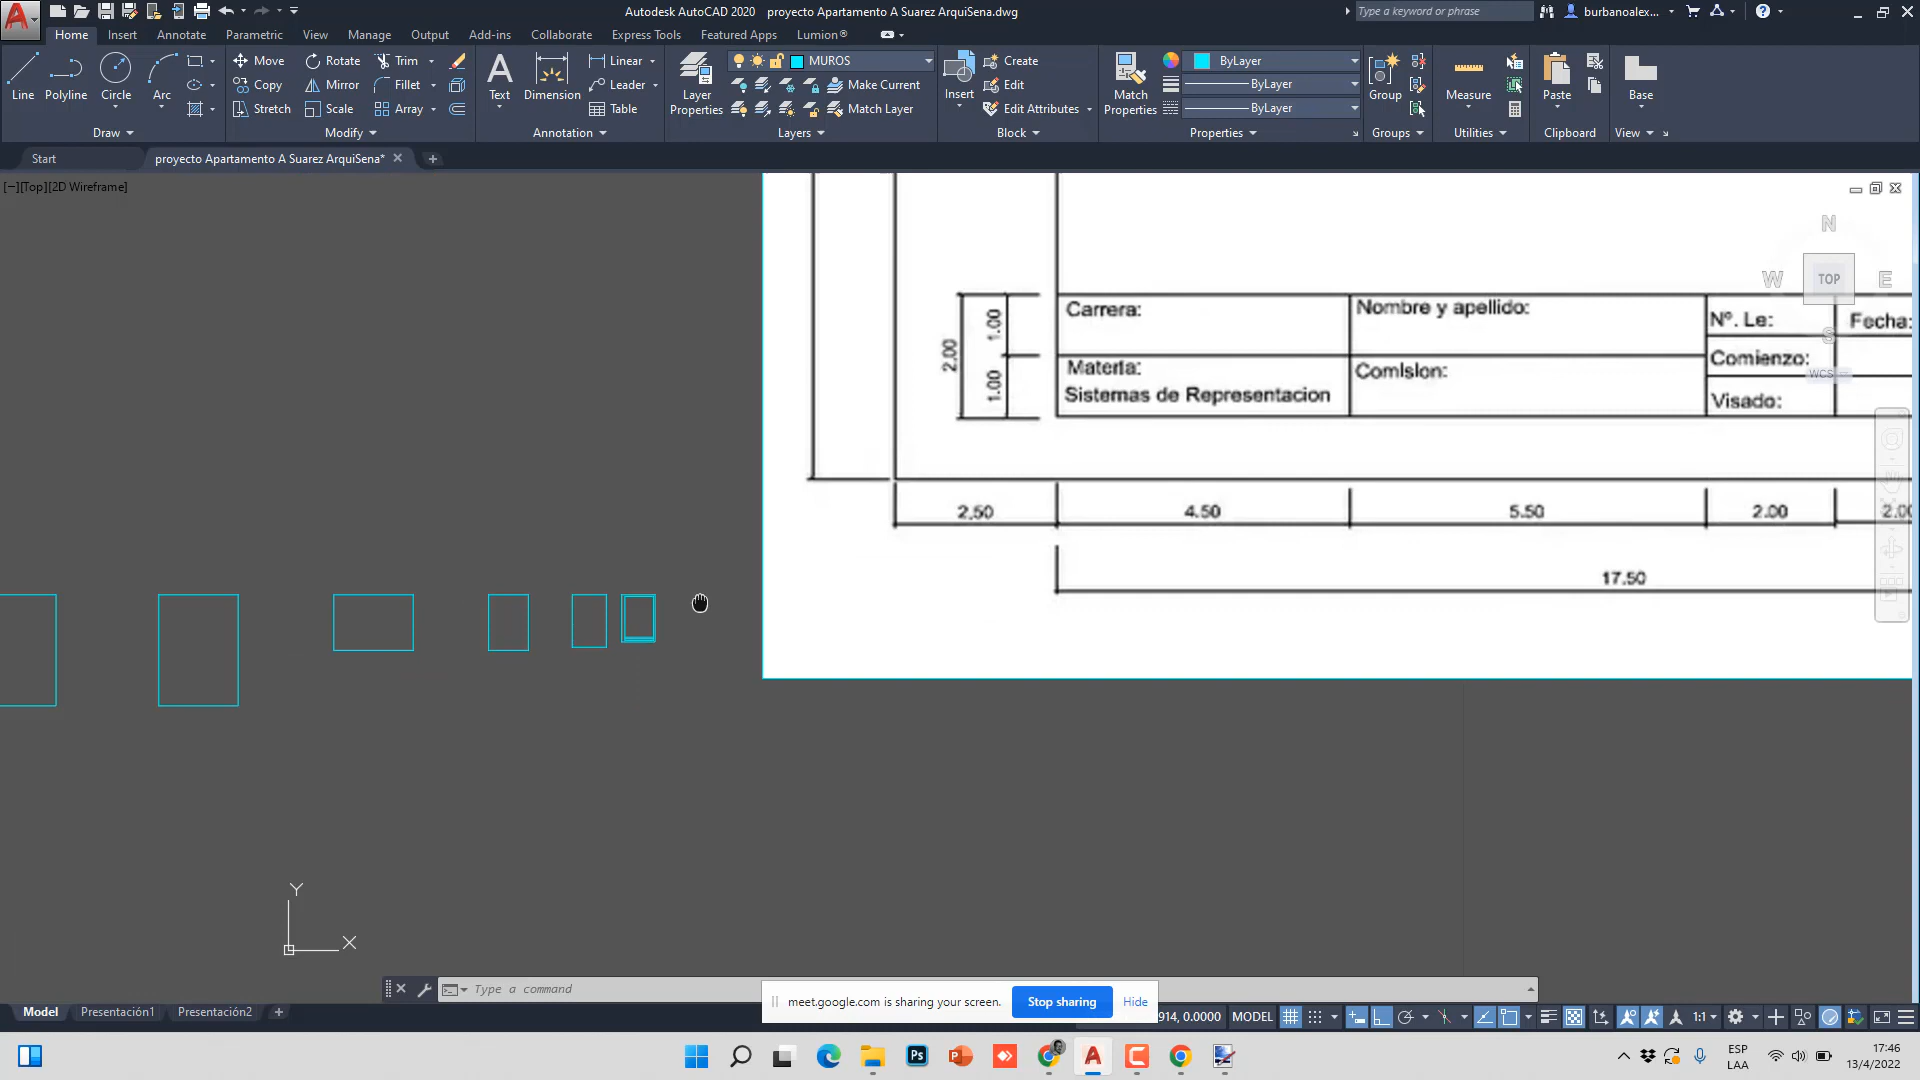 Autodesk AutoCAD 2020 proyecto Apartamento A Suarez ArquiSena.dwg
Type a keyword or phrase
burbanoalex...
Home Insert Annotate Parametric View Manage Output Add-ins Collaborate Express Tools Featured Apps Lumion®
Line Polyline Circle Arc
Move Rotate Trim
Copy Mirror Fillet
Stretch Scale Array
Text Dimension
Linear
Leader
Table
Layer Properties
MUROS
Make Current
Match Layer
Insert
Create
Edit
Edit Attributes
Match Properties
ByLayer
ByLayer
ByLayer
Group
Measure
Paste
Base
Draw Modify Annotation Layers Block Properties Groups Utilities Clipboard View
Start proyecto Apartamento A Suarez ArquiSena*
[−][Top][2D Wireframe]
N
W TOP E
S
WCS
Carrera:
Nombre y apellido:
Nº. Le:
Fecha:
Materia:
Sistemas de Representacion
Comision:
Comienzo:
Visado:
2.00
1.00
1.00
2,50 4.50 5.50 2.00 2.00
17.50
Y
X
Type a command
meet.google.com is sharing your screen. Stop sharing Hide
Model Presentación1 Presentación2
914, 0.0000 MODEL
1:1
ESP
LAA
17:46
13/4/2022